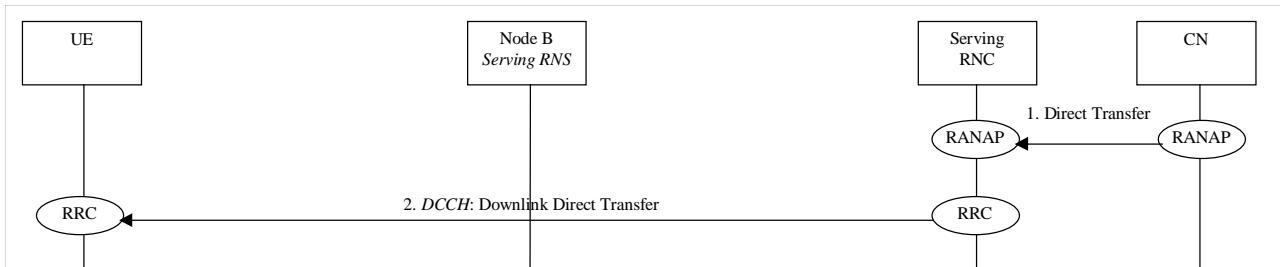 UE
Node B
Serving RNS
Serving
RNC
CN
1. Direct Transfer
RANAP
RANAP
2. DCCH: Downlink Direct Transfer
RRC
RRC